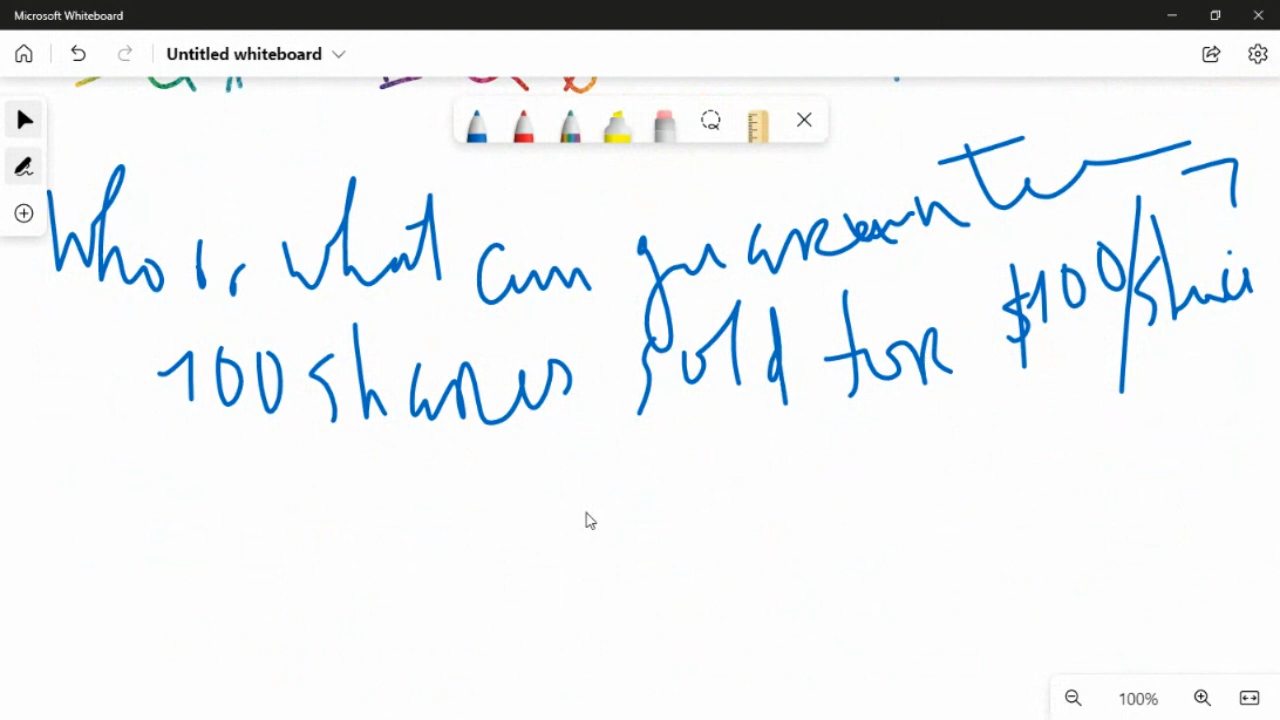 Microsoft Whiteboard
Untitled whiteboard
Who or what can guarantee
100 shares sold for $100/share
100%